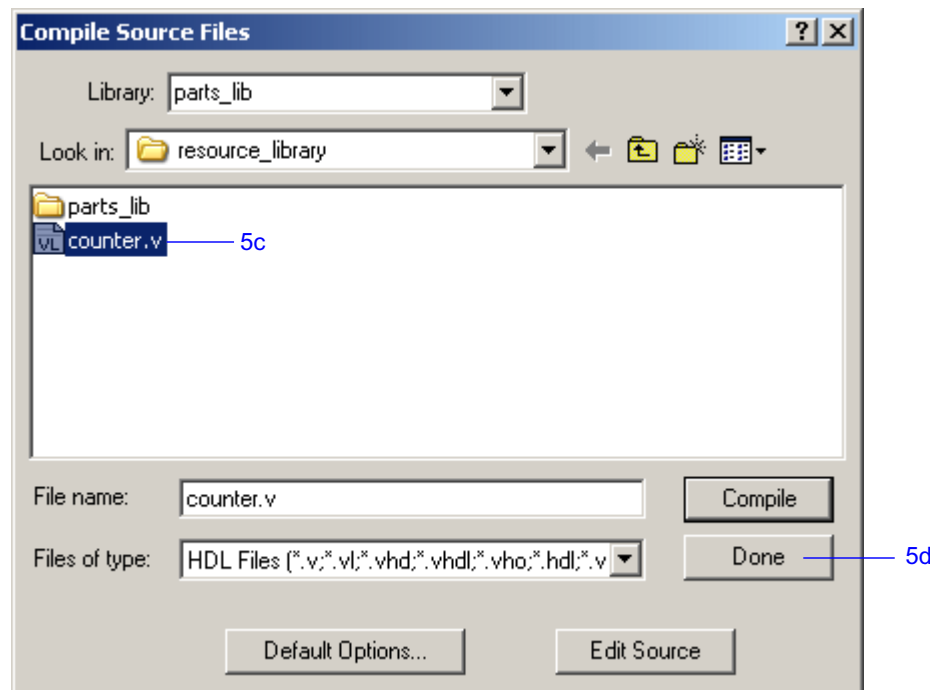 Compile Source Files
Library: parts_lib
Look in: resource_library
parts_lib
VL counter.v 5c
File name: counter.v Compile
Files of type: HDL Files (*.v;*.vl;*.vhd;*.vhdl;*.vho;*.hdl;*.v Done 5d
Default Options... Edit Source